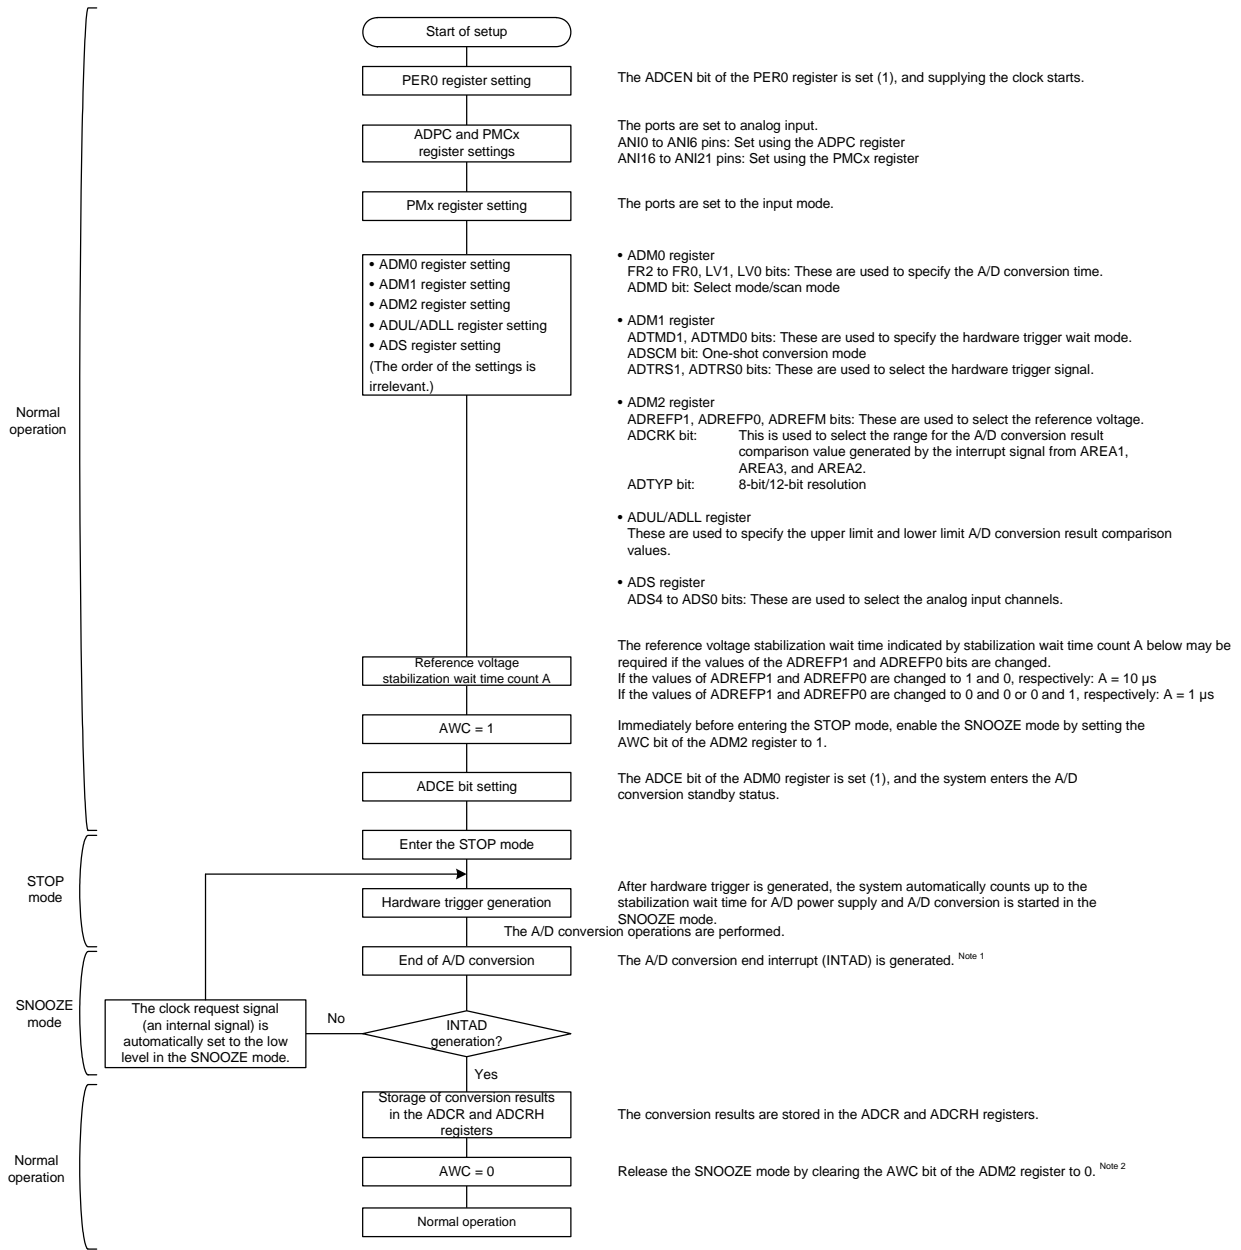 Start of setup
PER0 register setting
The ADCEN bit of the PER0 register is set (1), and supplying the clock starts.
ADPC and PMCx
register settings
The ports are set to analog input.
ANI0 to ANI6 pins: Set using the ADPC register
ANI16 to ANI21 pins: Set using the PMCx register
PMx register setting
The ports are set to the input mode.
• ADM0 register setting
• ADM1 register setting
• ADM2 register setting
• ADUL/ADLL register setting
• ADS register setting
(The order of the settings is
irrelevant.)
• ADM0 register
FR2 to FR0, LV1, LV0 bits: These are used to specify the A/D conversion time.
ADMD bit: Select mode/scan mode
• ADM1 register
ADTMD1, ADTMD0 bits: These are used to specify the hardware trigger wait mode.
ADSCM bit: One-shot conversion mode
ADTRS1, ADTRS0 bits: These are used to select the hardware trigger signal.
Normal
operation
• ADM2 register
ADREFP1, ADREFP0, ADREFM bits: These are used to select the reference voltage.
ADCRK bit: This is used to select the range for the A/D conversion result
comparison value generated by the interrupt signal from AREA1,
AREA3, and AREA2.
ADTYP bit: 8-bit/12-bit resolution
• ADUL/ADLL register
These are used to specify the upper limit and lower limit A/D conversion result comparison
values.
• ADS register
ADS4 to ADS0 bits: These are used to select the analog input channels.
Reference voltage
stabilization wait time count A
The reference voltage stabilization wait time indicated by stabilization wait time count A below may be
required if the values of the ADREFP1 and ADREFP0 bits are changed.
If the values of ADREFP1 and ADREFP0 are changed to 1 and 0, respectively: A = 10 µs
If the values of ADREFP1 and ADREFP0 are changed to 0 and 0 or 0 and 1, respectively: A = 1 µs
AWC = 1
Immediately before entering the STOP mode, enable the SNOOZE mode by setting the
AWC bit of the ADM2 register to 1.
ADCE bit setting
The ADCE bit of the ADM0 register is set (1), and the system enters the A/D
conversion standby status.
Enter the STOP mode
STOP
mode
Hardware trigger generation
After hardware trigger is generated, the system automatically counts up to the
stabilization wait time for A/D power supply and A/D conversion is started in the
SNOOZE mode.
The A/D conversion operations are performed.
End of A/D conversion
The A/D conversion end interrupt (INTAD) is generated. Note 1
SNOOZE
mode
The clock request signal
(an internal signal) is
automatically set to the low
level in the SNOOZE mode.
No
INTAD
generation?
Yes
Storage of conversion results
in the ADCR and ADCRH
registers
The conversion results are stored in the ADCR and ADCRH registers.
Normal
operation
AWC = 0
Release the SNOOZE mode by clearing the AWC bit of the ADM2 register to 0. Note 2
Normal operation